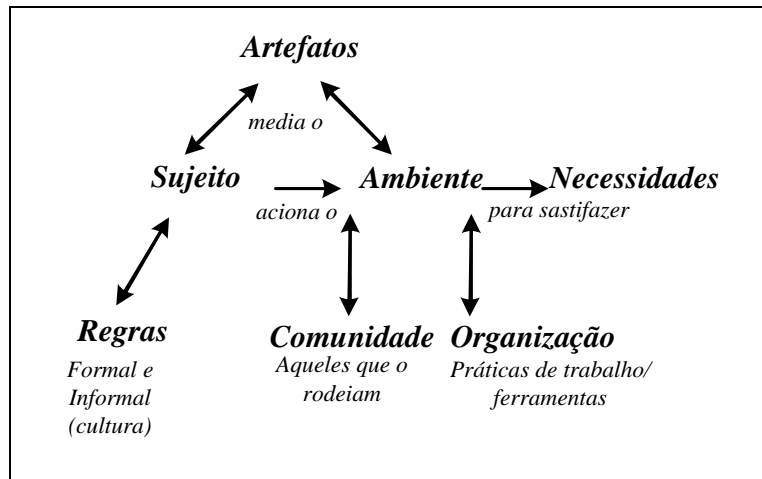 Artefatos
media o
Sujeito
Ambiente
Necessidades
aciona o
para sastifazer
Regras
Comunidade
Organização
Formal e
Informal
(cultura)
Aqueles que o
rodeiam
Práticas de trabalho/
ferramentas